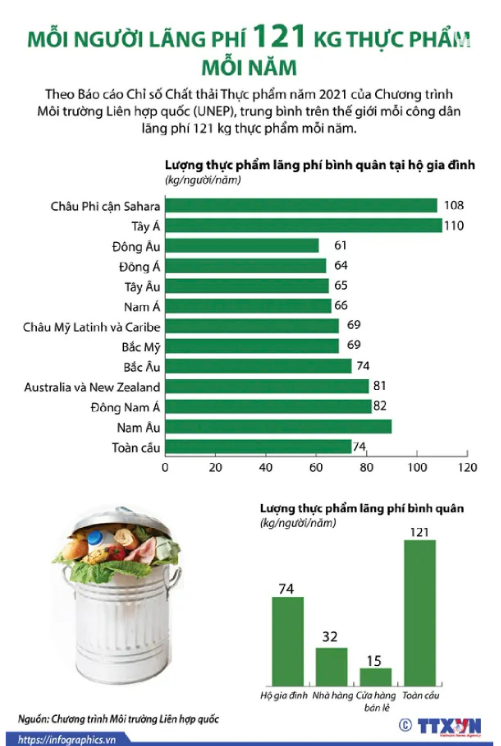 MỖI NGƯỜI LÃNG PHÍ 121 KG THỰC PHẨM
MỖI NĂM
Theo Báo cáo Chỉ số Chất thải Thực phẩm năm 2021 của Chương trình
Môi trường Liên hợp quốc (UNEP), trung bình trên thế giới mỗi công dân
lãng phí 121 kg thực phẩm mỗi năm.
Lượng thực phẩm lãng phí bình quân tại hộ gia đình
(kg/người/năm)
Châu Phi cận Sahara 108
Tây Á 110
Đông Âu 61
Đông Á 64
Tây Âu 65
Nam Á 66
Châu Mỹ Latinh và Caribe 69
Bắc Mỹ 69
Bắc Âu 74
Australia và New Zealand 81
Đông Nam Á 82
Nam Âu
Toàn cầu 74
0 20 40 60 80 100 120
Lượng thực phẩm lãng phí bình quân
(kg/người/năm)
74 32 15 121
Hộ gia đình Nhà hàng Cửa hàng Toàn cầu
bán lẻ
Nguồn: Chương trình Môi trường Liên hợp quốc
© TTXVN
https://infographics.vn